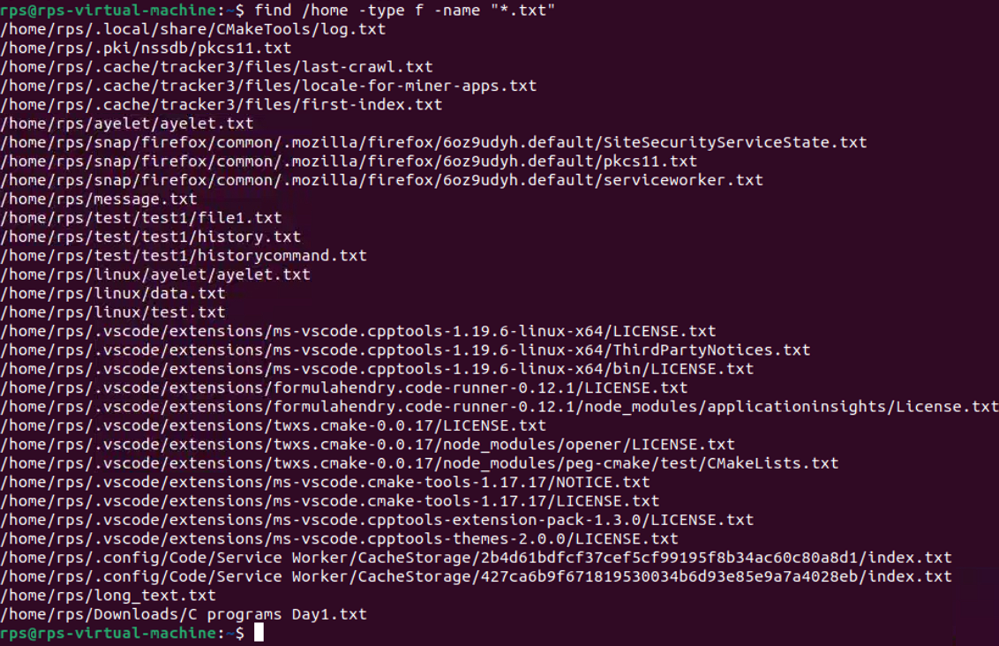 rps@rps-virtual-machine:~$ find /home -type f -name "*.txt"
/home/rps/.local/share/CMakeTools/log.txt
/home/rps/.pki/nssdb/pkcs11.txt
/home/rps/.cache/tracker3/files/last-crawl.txt
/home/rps/.cache/tracker3/files/locale-for-miner-apps.txt
/home/rps/.cache/tracker3/files/first-index.txt
/home/rps/ayelet/ayelet.txt
/home/rps/snap/firefox/common/.mozilla/firefox/6oz9udyh.default/SiteSecurityServiceState.txt
/home/rps/snap/firefox/common/.mozilla/firefox/6oz9udyh.default/pkcs11.txt
/home/rps/snap/firefox/common/.mozilla/firefox/6oz9udyh.default/serviceworker.txt
/home/rps/message.txt
/home/rps/test/test1/file1.txt
/home/rps/test/test1/history.txt
/home/rps/test/test1/historycommand.txt
/home/rps/linux/ayelet/ayelet.txt
/home/rps/linux/data.txt
/home/rps/linux/test.txt
/home/rps/.vscode/extensions/ms-vscode.cpptools-1.19.6-linux-x64/LICENSE.txt
/home/rps/.vscode/extensions/ms-vscode.cpptools-1.19.6-linux-x64/ThirdPartyNotices.txt
/home/rps/.vscode/extensions/ms-vscode.cpptools-1.19.6-linux-x64/bin/LICENSE.txt
/home/rps/.vscode/extensions/formulahendry.code-runner-0.12.1/LICENSE.txt
/home/rps/.vscode/extensions/formulahendry.code-runner-0.12.1/node_modules/applicationinsights/License.txt
/home/rps/.vscode/extensions/twxs.cmake-0.0.17/LICENSE.txt
/home/rps/.vscode/extensions/twxs.cmake-0.0.17/node_modules/opener/LICENSE.txt
/home/rps/.vscode/extensions/twxs.cmake-0.0.17/node_modules/peg-cmake/test/CMakeLists.txt
/home/rps/.vscode/extensions/ms-vscode.cmake-tools-1.17.17/NOTICE.txt
/home/rps/.vscode/extensions/ms-vscode.cmake-tools-1.17.17/LICENSE.txt
/home/rps/.vscode/extensions/ms-vscode.cpptools-extension-pack-1.3.0/LICENSE.txt
/home/rps/.vscode/extensions/ms-vscode.cpptools-themes-2.0.0/LICENSE.txt
/home/rps/.config/Code/Service Worker/CacheStorage/2b4d61bdfcf37cef5cf99195f8b34ac60c80a8d1/index.txt
/home/rps/.config/Code/Service Worker/CacheStorage/427ca6b9f671819530034b6d93e85e9a7a4028eb/index.txt
/home/rps/long_text.txt
/home/rps/Downloads/C programs Day1.txt
rps@rps-virtual-machine:~$